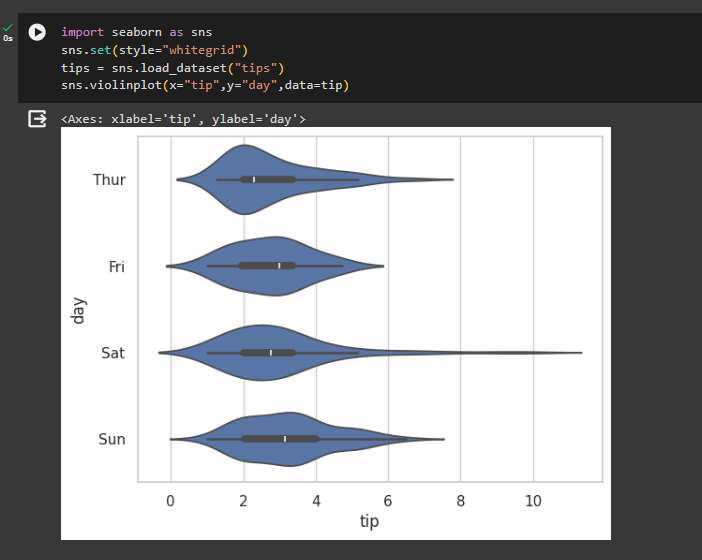 import seaborn as sns
0s
sns.set(style="whitegrid")
tips = sns.load_dataset("tips")
sns.violinplot(x="tip",y="day",data=tip)
<Axes: xlabel='tip', ylabel='day'>
Thur
Fri
day
Sat
Sun
0 2 4 6 8 10
tip